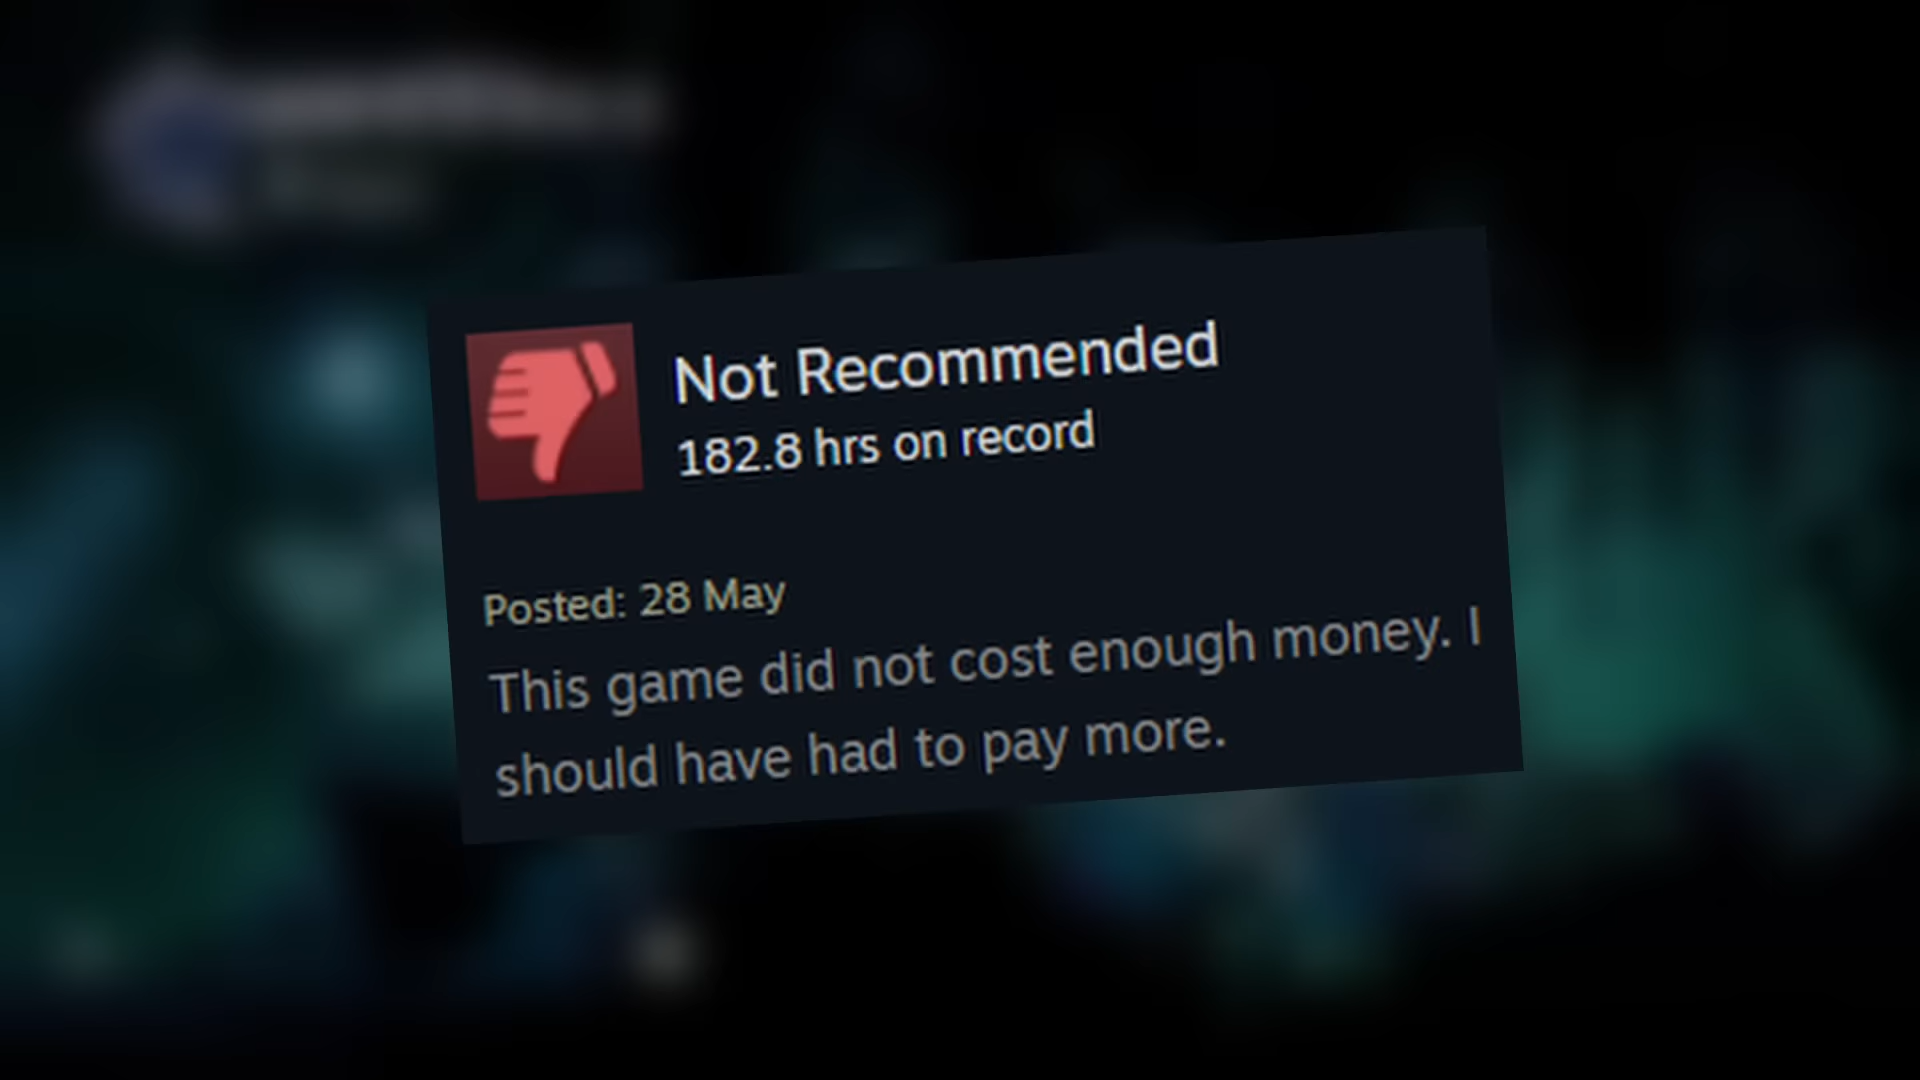 Not Recommended
182.8 hrs on record
Posted: 28 May
This game did not cost enough money. I
should have had to pay more.